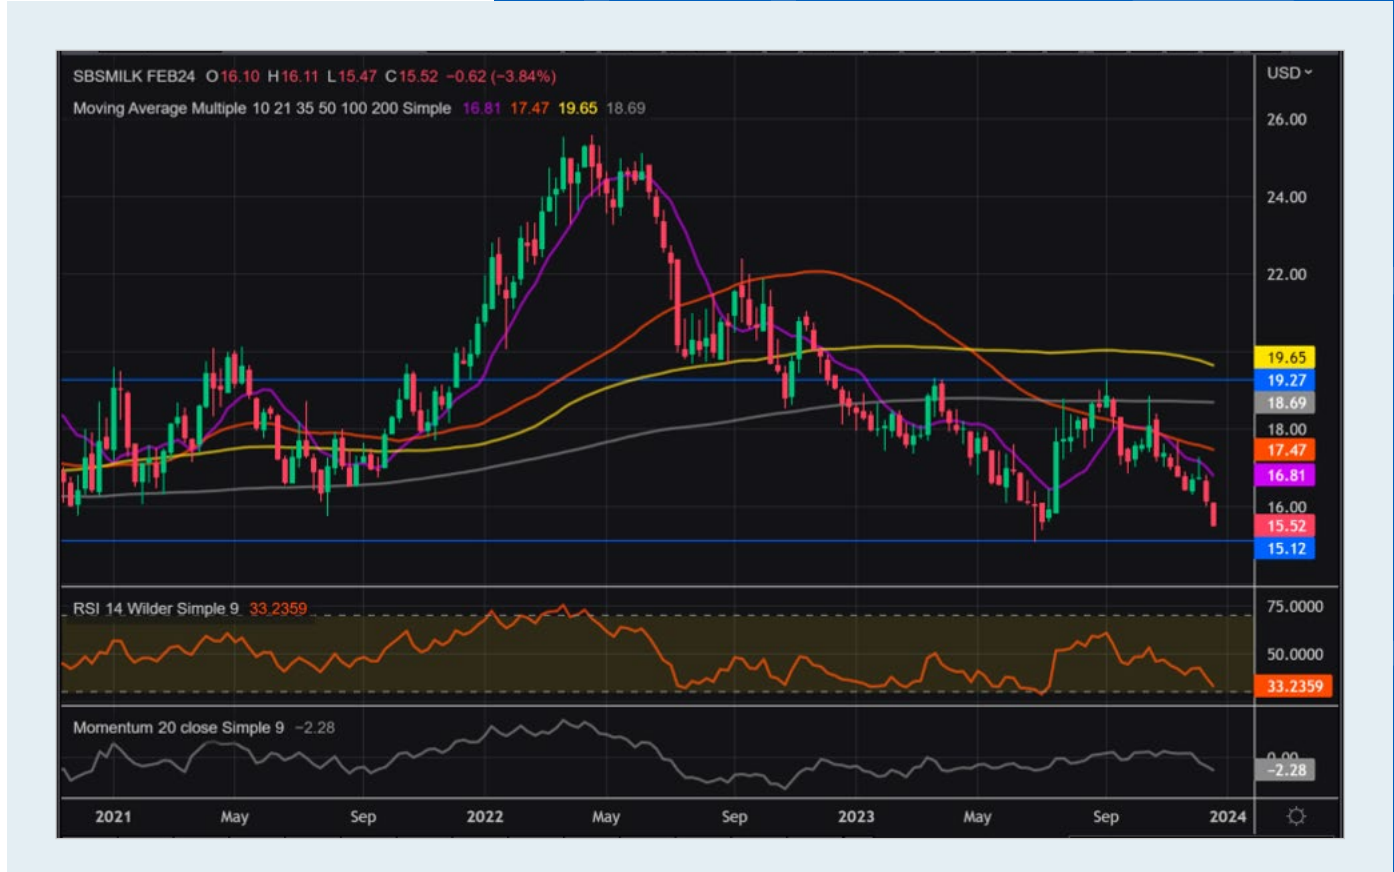 SBSMILK FEB24 O16.10 H16.11 L15.47 C15.52 −0.62 (−3.84%)
USD
Moving Average Multiple 10 21 35 50 100 200 Simple 16.81 17.47 19.65 18.69
26.00
24.00
22.00
19.65
19.27
18.69
18.00
17.47
16.81
16.00
15.52
15.12
RSI 14 Wilder Simple 9 33.2359
75.0000
50.0000
33.2359
Momentum 20 close Simple 9 −2.28
0.00
−2.28
2021 May Sep 2022 May Sep 2023 May Sep 2024